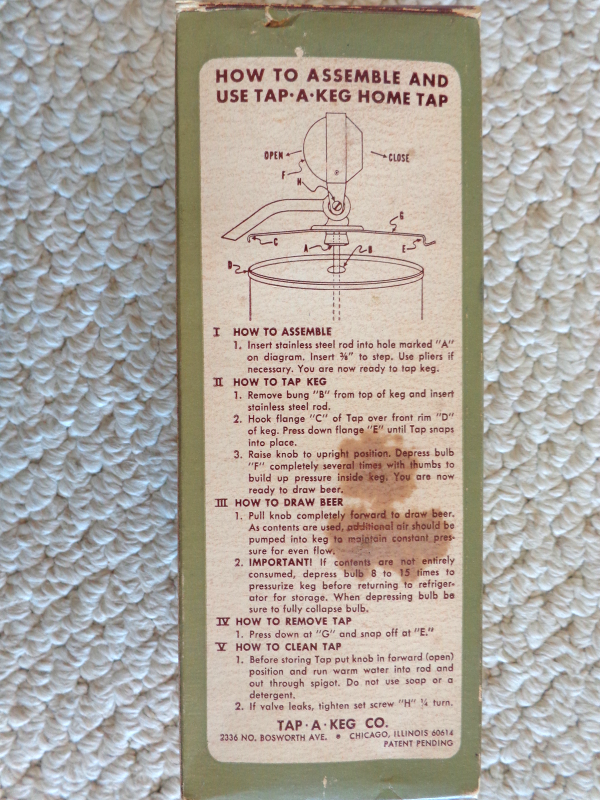 HOW TO ASSEMBLE AND
USE TAP·A·KEG HOME TAP
OPEN
CLOSE
F
H
G
C
A
B
E
D
I HOW TO ASSEMBLE
1. Insert stainless steel rod into hole marked "A"
on diagram. Insert ⅜" to step. Use pliers if
necessary. You are now ready to tap keg.
II HOW TO TAP KEG
1. Remove bung "B" from top of keg and insert
stainless steel rod.
2. Hook flange "C" of Tap over front rim "D"
of keg. Press down flange "E" until Tap snaps
into place.
3. Raise knob to upright position. Depress bulb
"F" completely several times with thumbs to
build up pressure inside keg. You are now
ready to draw beer.
III HOW TO DRAW BEER
1. Pull knob completely forward to draw beer.
As contents are used, additional air should be
pumped into keg to maintain constant pres-
sure for even flow.
2. IMPORTANT! If contents are not entirely
consumed, depress bulb 8 to 15 times to
pressurize keg before returning to refriger-
ator for storage. When depressing bulb be
sure to fully collapse bulb.
IV HOW TO REMOVE TAP
1. Press down at "G" and snap off at "E."
V HOW TO CLEAN TAP
1. Before storing Tap put knob in forward (open)
position and run warm water into rod and
out through spigot. Do not use soap or a
detergent.
2. If valve leaks, tighten set screw "H" ¼ turn.
TAP·A·KEG CO.
2336 NO. BOSWORTH AVE. • CHICAGO, ILLINOIS 60614
PATENT PENDING